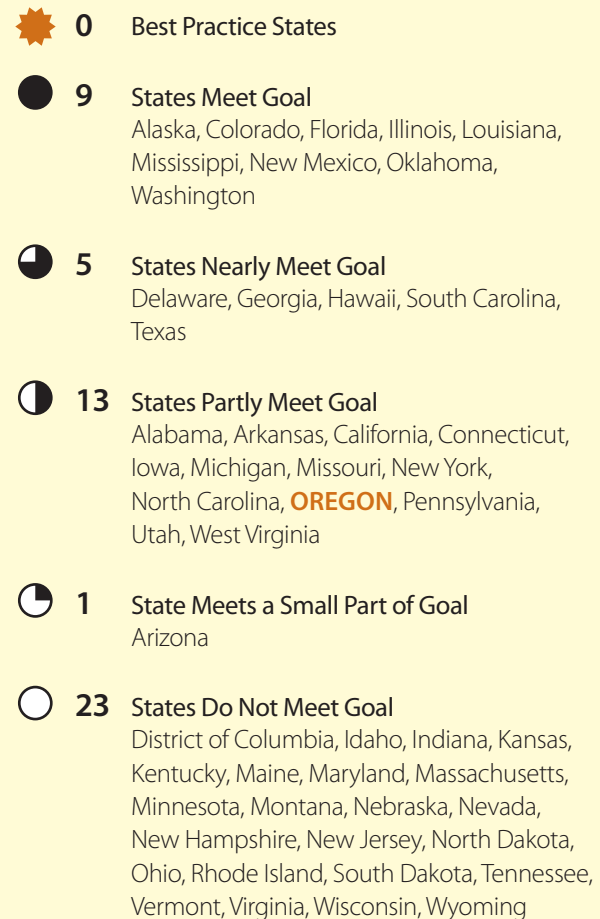 0 Best Practice States
9 States Meet Goal
Alaska, Colorado, Florida, Illinois, Louisiana,
Mississippi, New Mexico, Oklahoma,
Washington
5 States Nearly Meet Goal
Delaware, Georgia, Hawaii, South Carolina,
Texas
13 States Partly Meet Goal
Alabama, Arkansas, California, Connecticut,
Iowa, Michigan, Missouri, New York,
North Carolina, OREGON, Pennsylvania,
Utah, West Virginia
1 State Meets a Small Part of Goal
Arizona
23 States Do Not Meet Goal
District of Columbia, Idaho, Indiana, Kansas,
Kentucky, Maine, Maryland, Massachusetts,
Minnesota, Montana, Nebraska, Nevada,
New Hampshire, New Jersey, North Dakota,
Ohio, Rhode Island, South Dakota, Tennessee,
Vermont, Virginia, Wisconsin, Wyoming